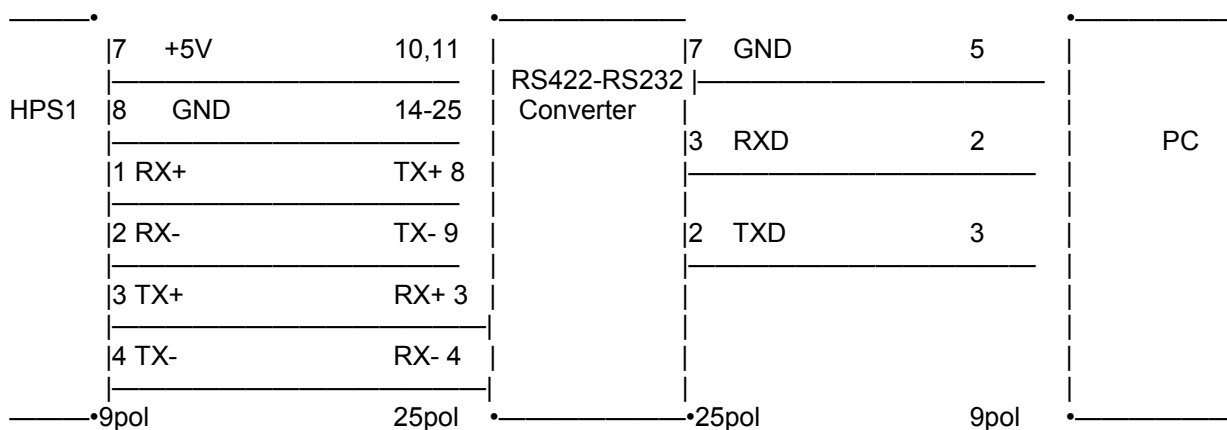 7 +5V 10,11 7 GND 5
RS422-RS232
HPS1 8 GND 14-25 Converter
3 RXD 2 PC
1 RX+ TX+ 8
2 RX- TX- 9 2 TXD 3
3 TX+ RX+ 3
4 TX- RX- 4
9pol 25pol 25pol 9pol